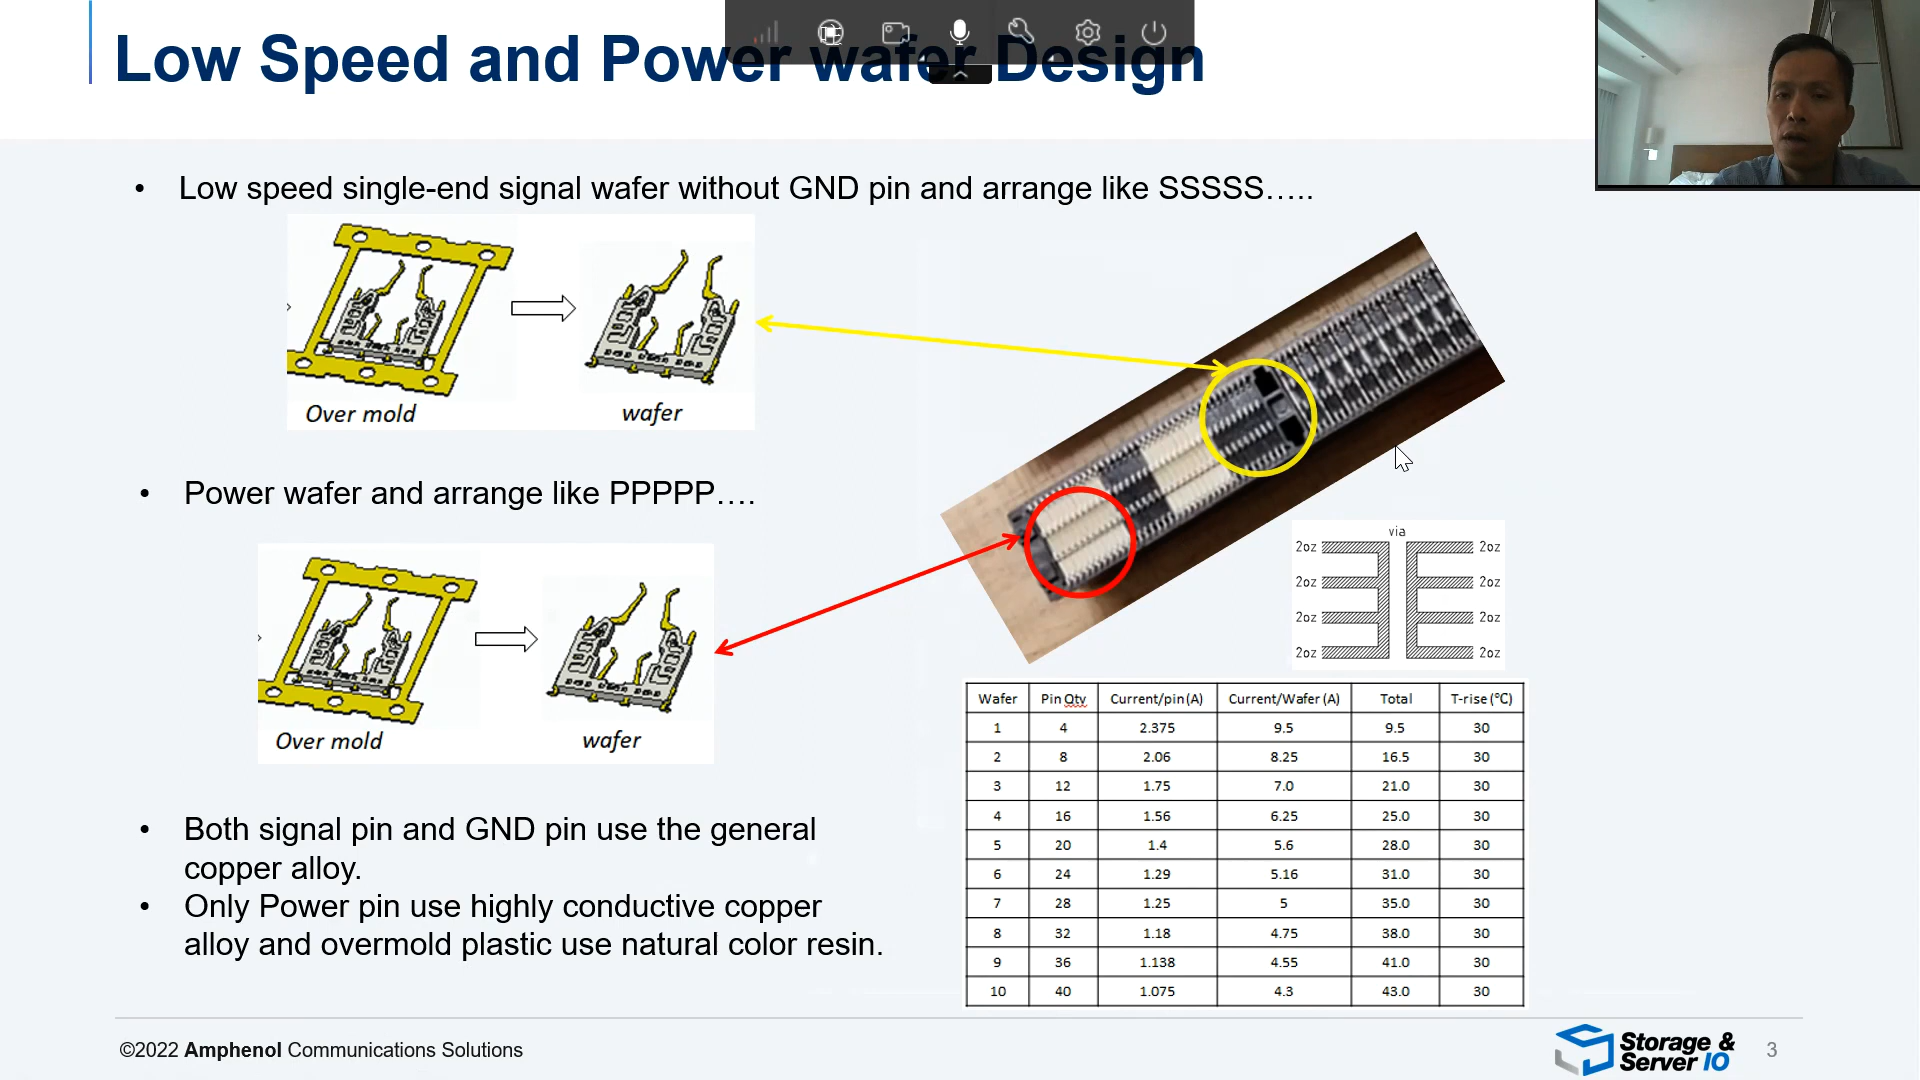 Low Speed and Power wafer Design
• Low speed single-end signal wafer without GND pin and arrange like SSSSS…..
Over mold
wafer
• Power wafer and arrange like PPPPP….
Over mold
wafer
• Both signal pin and GND pin use the general
copper alloy.
• Only Power pin use highly conductive copper
alloy and overmold plastic use natural color resin.
via
2oz 2oz
2oz 2oz
2oz 2oz
2oz 2oz
Wafer Pin Qty Current/pin(A) Current/Wafer (A) Total T-rise (℃)
1 4 2.375 9.5 9.5 30
2 8 2.06 8.25 16.5 30
3 12 1.75 7.0 21.0 30
4 16 1.56 6.25 25.0 30
5 20 1.4 5.6 28.0 30
6 24 1.29 5.16 31.0 30
7 28 1.25 5 35.0 30
8 32 1.18 4.75 38.0 30
9 36 1.138 4.55 41.0 30
10 40 1.075 4.3 43.0 30
©2022 Amphenol Communications Solutions
Storage &
Server IO
3